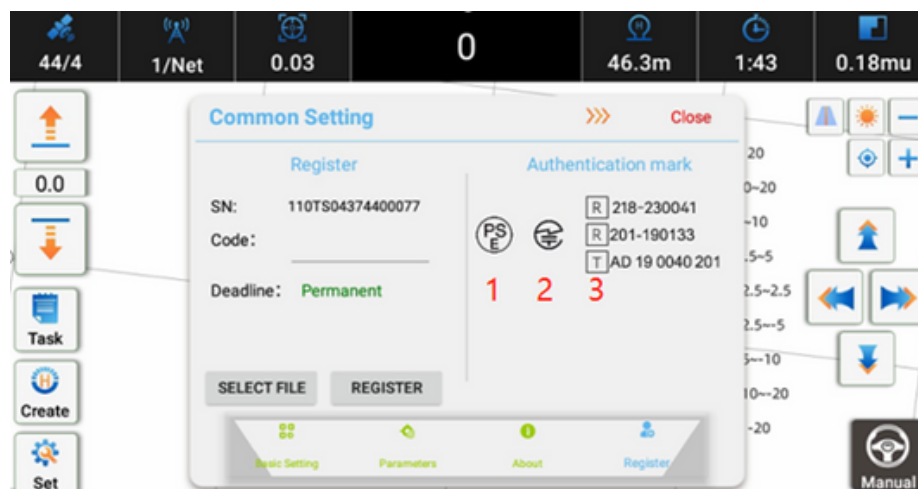 44/4
1/Net
0.03
0
46.3m
1:43
0.18mu
Common Setting
Close
Register
Authentication mark
0.0
SN: 110TS04374400077
Code:
Deadline: Permanent
PS
E
R 218-230041
R 201-190133
T AD 19 0040 201
1 2 3
20
0~20
~10
.5~5
2.5~2.5
2.5~-5
5~-10
10~-20
-20
Task
Create
Set
SELECT FILE
REGISTER
Basic Setting
Parameters
About
Register
Manual